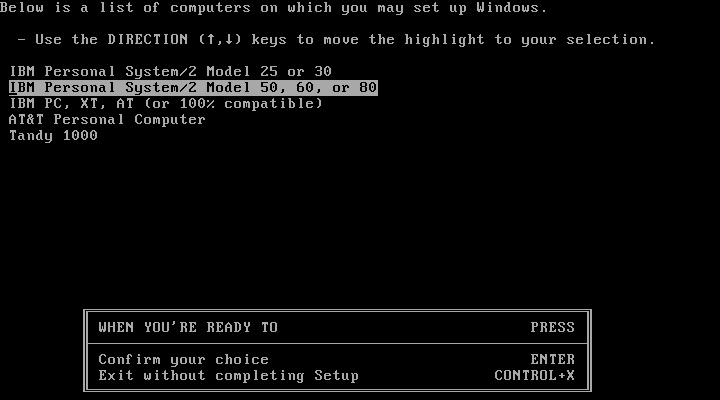 Below is a list of computers on which you may set up Windows.
- Use the DIRECTION (↑,↓) keys to move the highlight to your selection.
IBM Personal System/2 Model 25 or 30
IBM Personal System/2 Model 50, 60, or 80
IBM PC, XT, AT (or 100% compatible)
AT&T Personal Computer
Tandy 1000
WHEN YOU'RE READY TO PRESS
Confirm your choice ENTER
Exit without completing Setup CONTROL+X